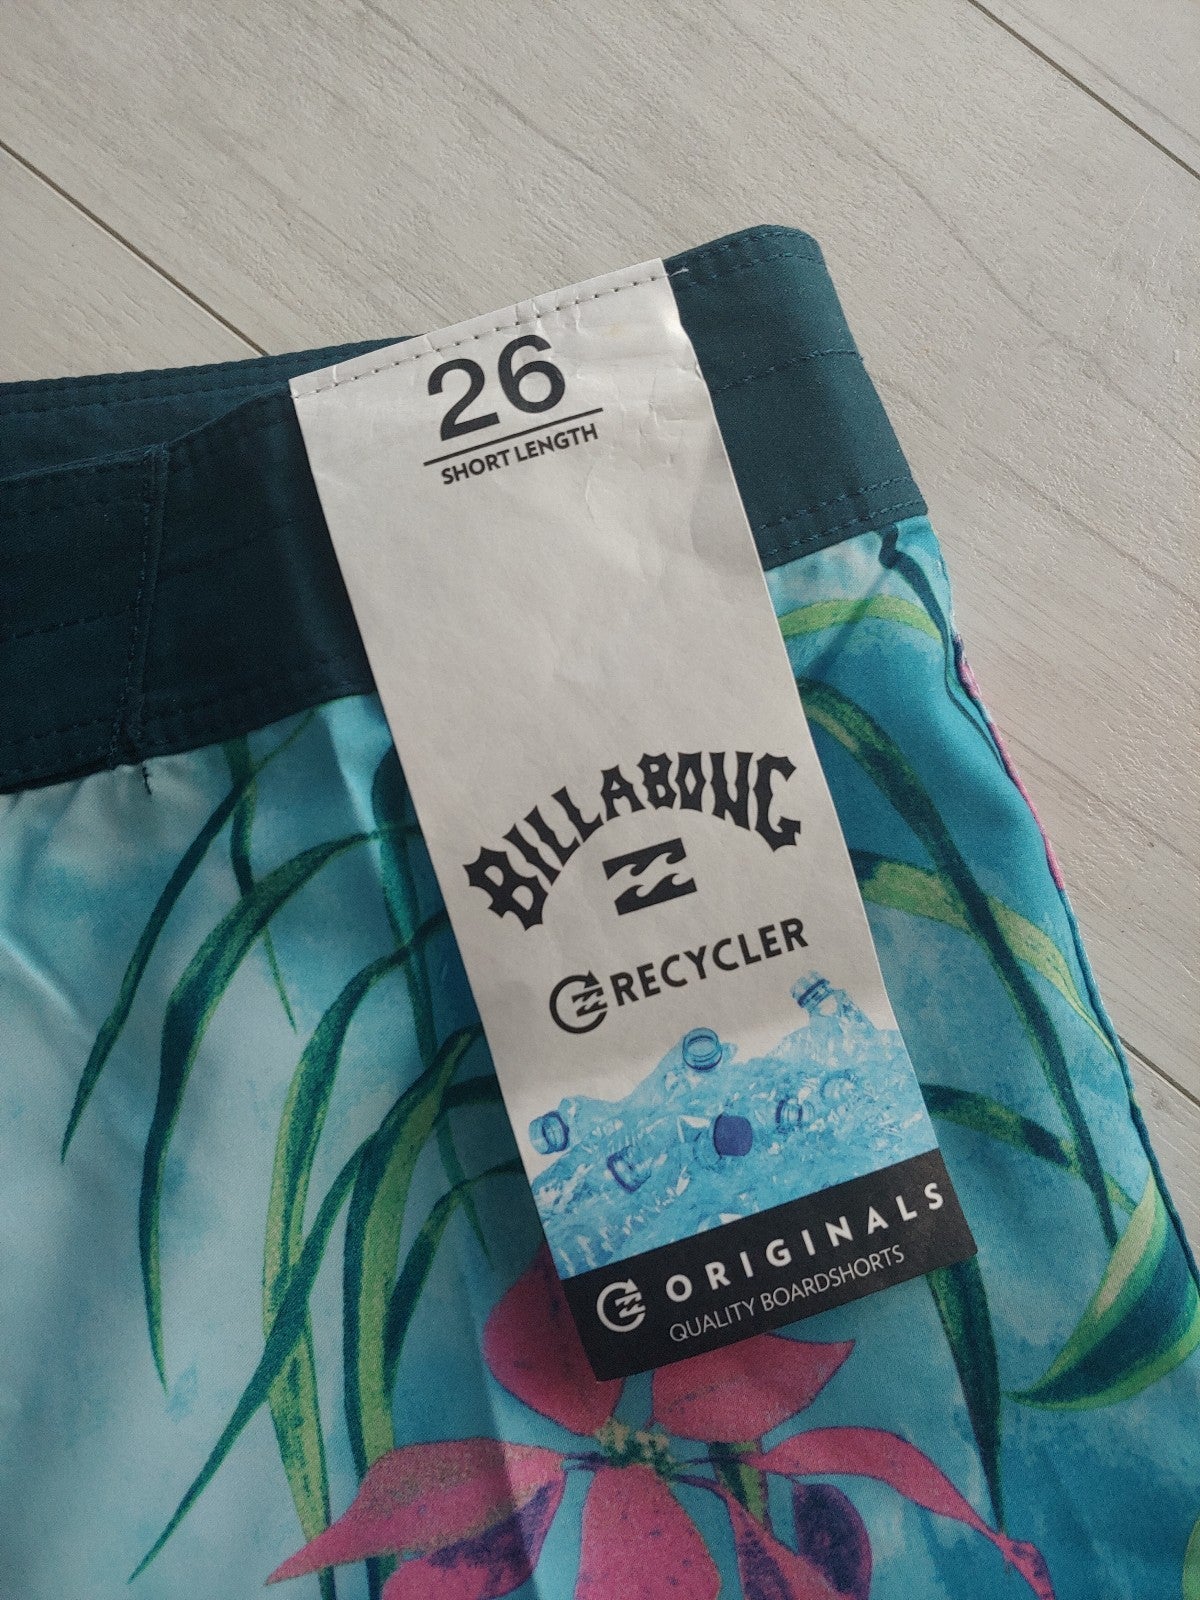 26
SHORT LENGTH
BILLABONG
RECYCLER
ORIGINALS
QUALITY BOARDSHORTS